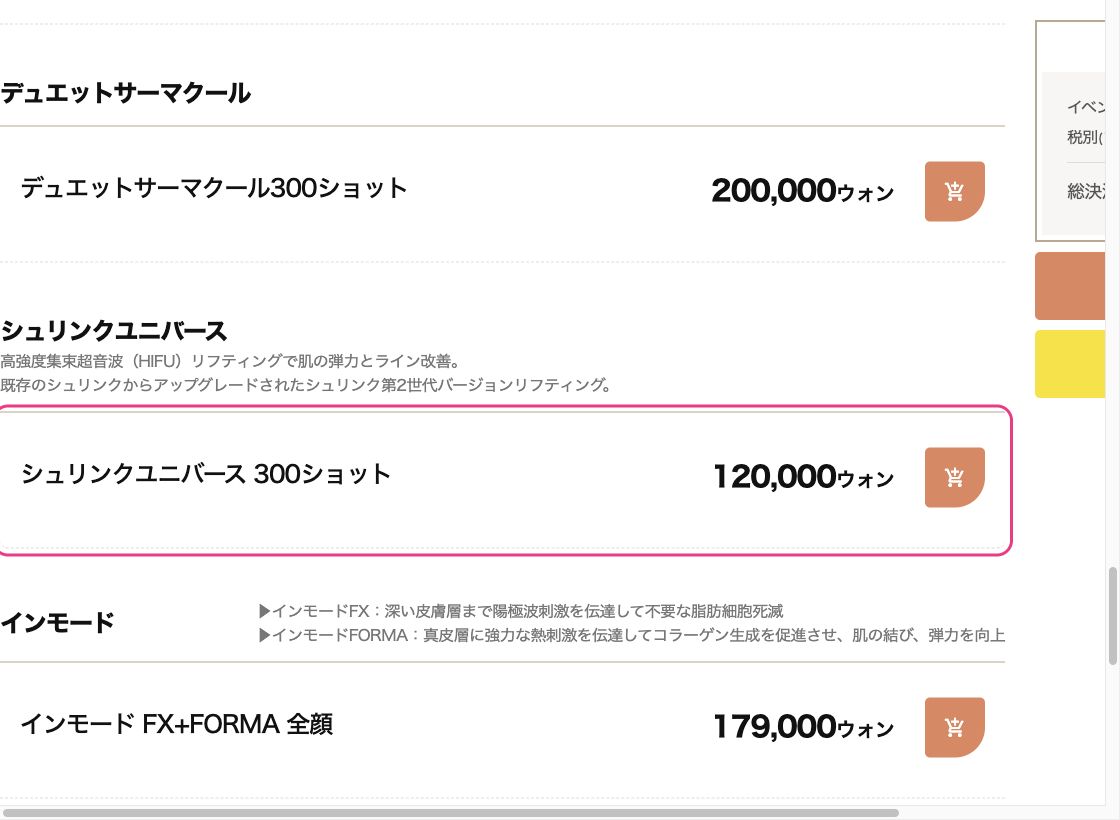 デュエットサーマクール
デュエットサーマクール300ショット
200,000ウォン
シュリンクユニバース
高強度集束超音波（HIFU）リフティングで肌の弾力とライン改善。
既存のシュリンクからアップグレードされたシュリンク第2世代バージョンリフティング。
シュリンクユニバース 300ショット
120,000ウォン
インモード
▶インモードFX：深い皮膚層まで陽極波刺激を伝達して不要な脂肪細胞死滅
▶インモードFORMA：真皮層に強力な熱刺激を伝達してコラーゲン生成を促進させ、肌の結び、弾力を向上
インモード FX+FORMA 全顔
179,000ウォン
イベン
税別(
総決